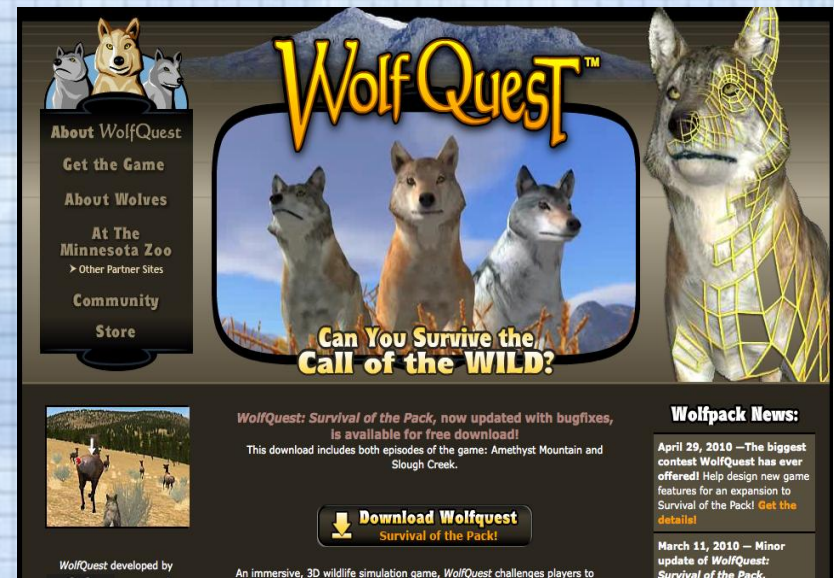 WolfQuest™
About WolfQuest
Get the Game
About Wolves
At The
Minnesota Zoo
Other Partner Sites
Community
Store
Can You Survive the
Call of the WILD?
WolfQuest: Survival of the Pack, now updated with bugfixes,
is available for free download!
This download includes both episodes of the game: Amethyst Mountain and
Slough Creek.
Download Wolfquest
Survival of the Pack!
An immersive, 3D wildlife simulation game, WolfQuest challenges players to
WolfQuest developed by
Wolfpack News:
April 29, 2010 —The biggest
contest WolfQuest has ever
offered! Help design new game
features for an expansion to
Survival of the Pack! Get the
details!
March 11, 2010 — Minor
update of WolfQuest:
Survival of the Pack.